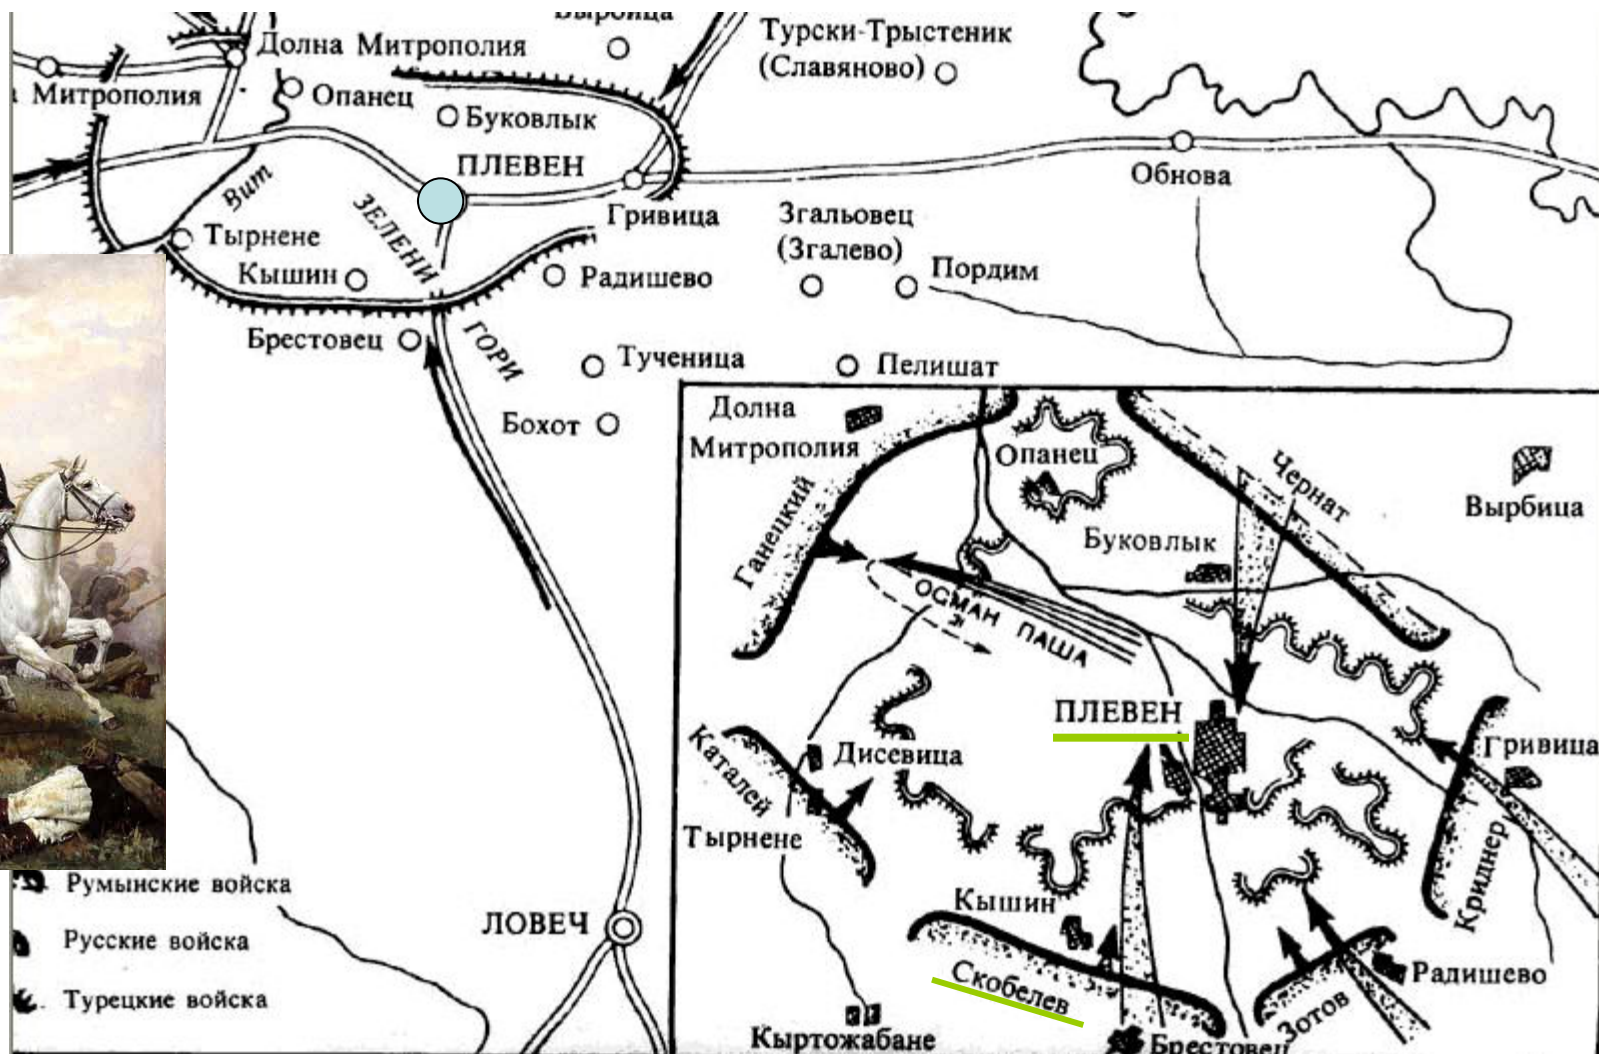 Вырбица
Турски-Трыстеник
(Славяново)
Долна Митрополия
Митрополия
Опанец
Буковлык
ПЛЕВЕН
Обнова
Вит
ЗЕЛЕНИ
Гривица
Згальовец
(Згалево)
Тырнене
Кышин
Радишево
Пордим
Брестовец
ГОРИ
Тученица
Пелишат
Бохот
ЛОВЕЧ
Румынские войска
Русские войска
Турецкие войска
Долна
Митрополия
Опанец
Чернат
Вырбица
Ганецкий
Буковлык
ОСМАН ПАША
ПЛЕВЕН
Гривица
Каталей
Дисевица
Тырнене
Криднер
Кышин
Скобелев
Радишево
Зотов
Кыртожабане
Брестовец